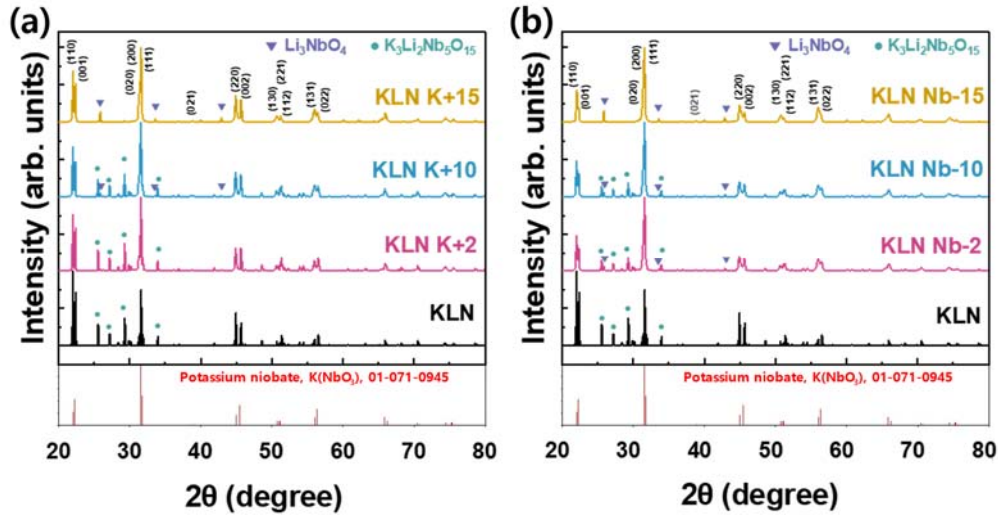 (a)
Intensity (arb. units)
▼ Li₃NbO₄ ● K₃Li₂Nb₅O₁₅
(110)
(001)
(020)
(200)
(111)
(021)
(220)
(002)
(130)
(221)
(112)
(131)
(022)
KLN K+15
KLN K+10
KLN K+2
KLN
Potassium niobate, K(NbO₃), 01-071-0945
20 30 40 50 60 70 80
2θ (degree)
(b)
Intensity (arb. units)
▼ Li₃NbO₄ ● K₃Li₂Nb₅O₁₅
(110)
(001)
(020)
(200)
(111)
(021)
(220)
(002)
(130)
(221)
(112)
(131)
(022)
KLN Nb-15
KLN Nb-10
KLN Nb-2
KLN
Potassium niobate, K(NbO₃), 01-071-0945
20 30 40 50 60 70 80
2θ (degree)